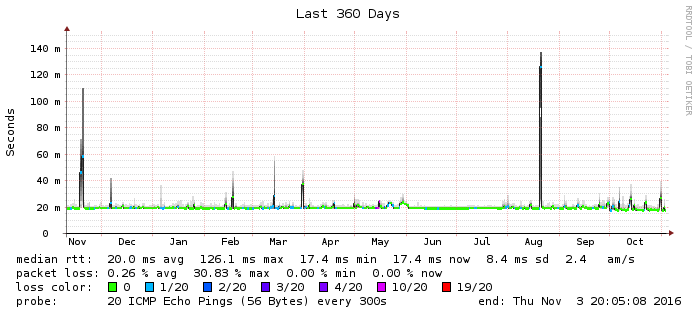 Last 360 Days
RRDTOOL / TOBI OETIKER
Seconds
140 m
120 m
100 m
80 m
60 m
40 m
20 m
0
Nov Dec Jan Feb Mar Apr May Jun Jul Aug Sep Oct
median rtt: 20.0 ms avg 126.1 ms max 17.4 ms min 17.4 ms now 8.4 ms sd 2.4 am/s
packet loss: 0.26 % avg 30.83 % max 0.00 % min 0.00 % now
loss color: 0 1/20 2/20 3/20 4/20 10/20 19/20
probe: 20 ICMP Echo Pings (56 Bytes) every 300s end: Thu Nov 3 20:05:08 2016